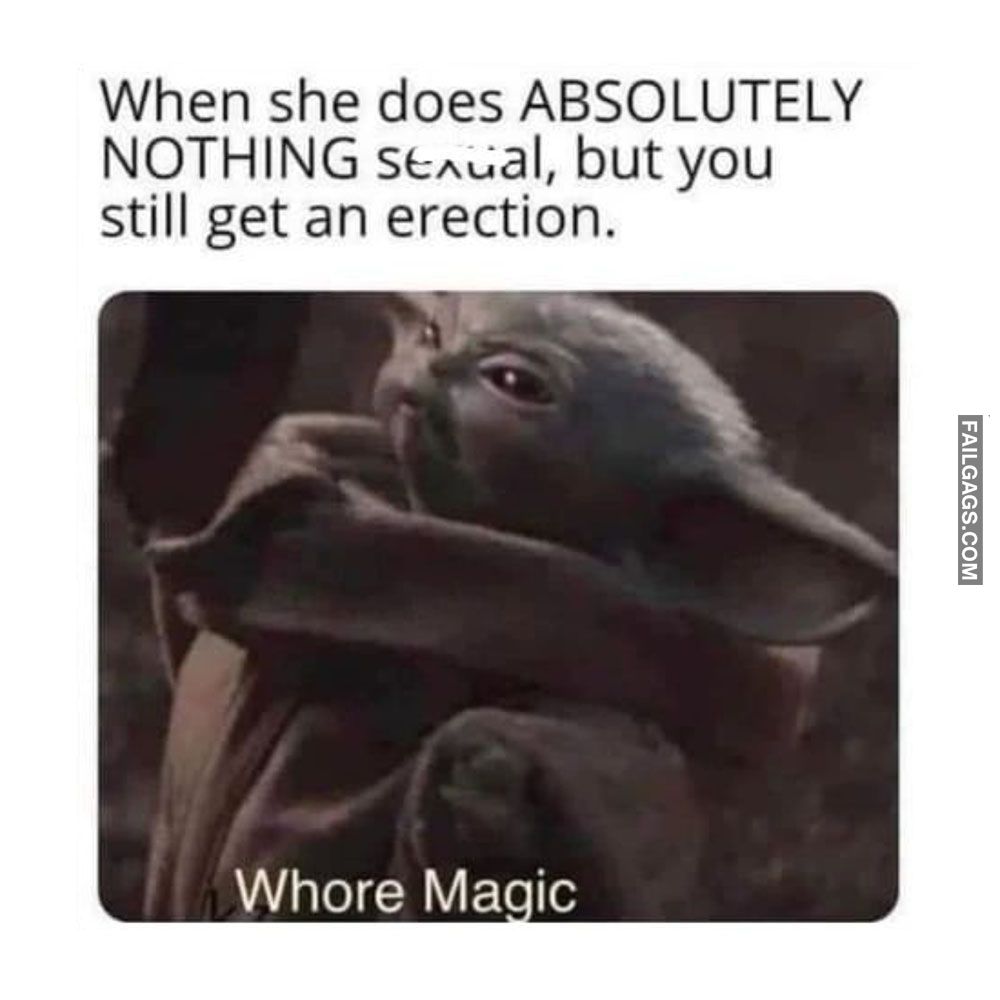 When she does ABSOLUTELY
NOTHING sexual, but you
still get an erection.
FAILGAGS.COM
Whore Magic